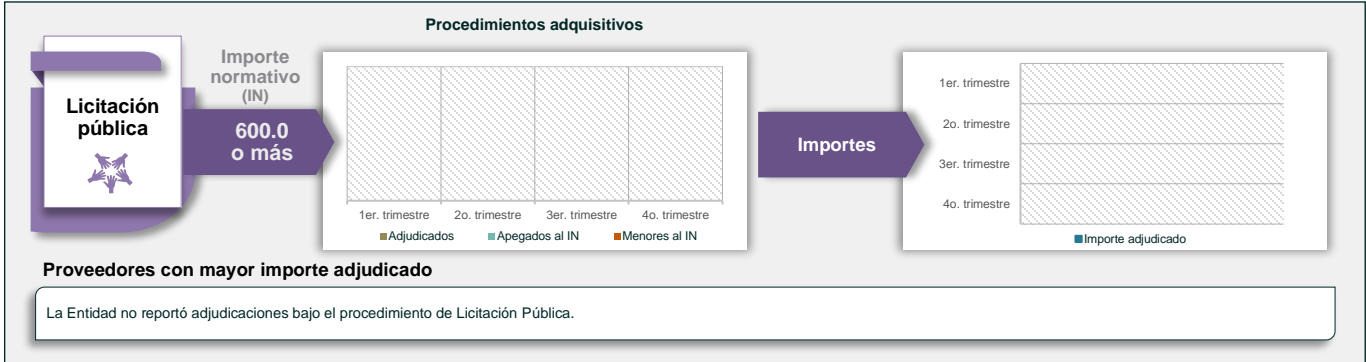 Procedimientos adquisitivos
Licitación
pública
Importe
normativo
(IN)
600.0
o más
1er. trimestre 2o. trimestre 3er. trimestre 4o. trimestre
Adjudicados Apegados al IN Menores al IN
Importes
1er. trimestre
2o. trimestre
3er. trimestre
4o. trimestre
Importe adjudicado
Proveedores con mayor importe adjudicado
La Entidad no reportó adjudicaciones bajo el procedimiento de Licitación Pública.